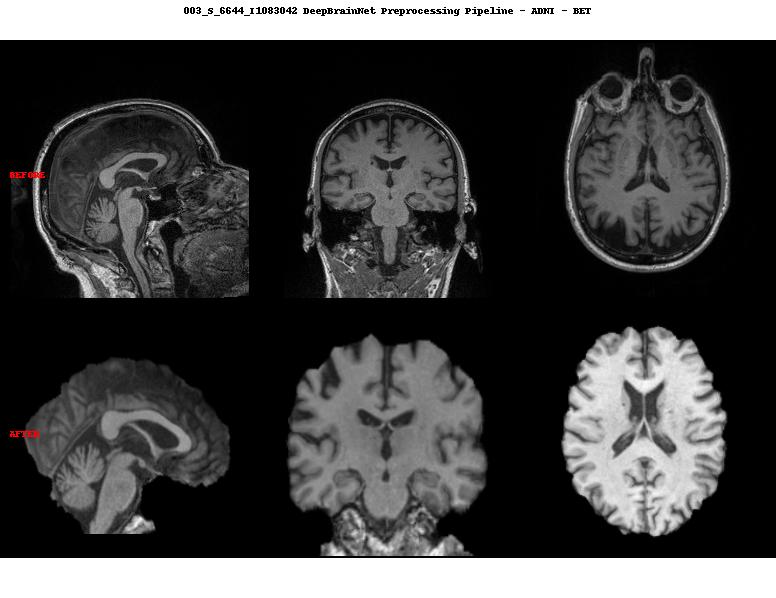 003_S_6644_I1083042 DeepBrainNet Preprocessing Pipeline - ADNI - BET
BEFORE
AFTER